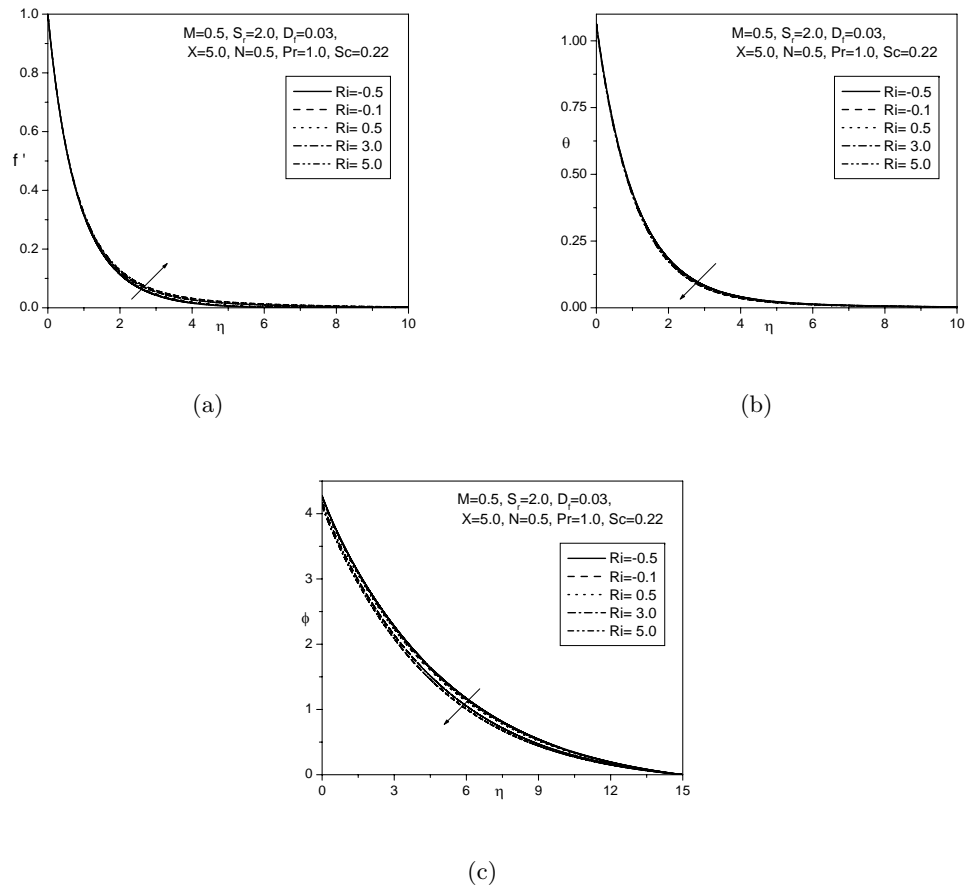 M=0.5, S_r=2.0, D_f=0.03,
X=5.0, N=0.5, Pr=1.0, Sc=0.22
Ri=-0.5
Ri=-0.1
Ri= 0.5
Ri= 3.0
Ri= 5.0
f '
1.0
0.8
0.6
0.4
0.2
0.0
0 2 4 6 8 10
η
(a)
M=0.5, S_r=2.0, D_f=0.03,
X=5.0, N=0.5, Pr=1.0, Sc=0.22
Ri=-0.5
Ri=-0.1
Ri= 0.5
Ri= 3.0
Ri= 5.0
θ
1.00
0.75
0.50
0.25
0.00
0 2 4 6 8 10
η
(b)
M=0.5, S_r=2.0, D_f=0.03,
X=5.0, N=0.5, Pr=1.0, Sc=0.22
Ri=-0.5
Ri=-0.1
Ri= 0.5
Ri= 3.0
Ri= 5.0
ϕ
4
3
2
1
0
0 3 6 9 12 15
η
(c)